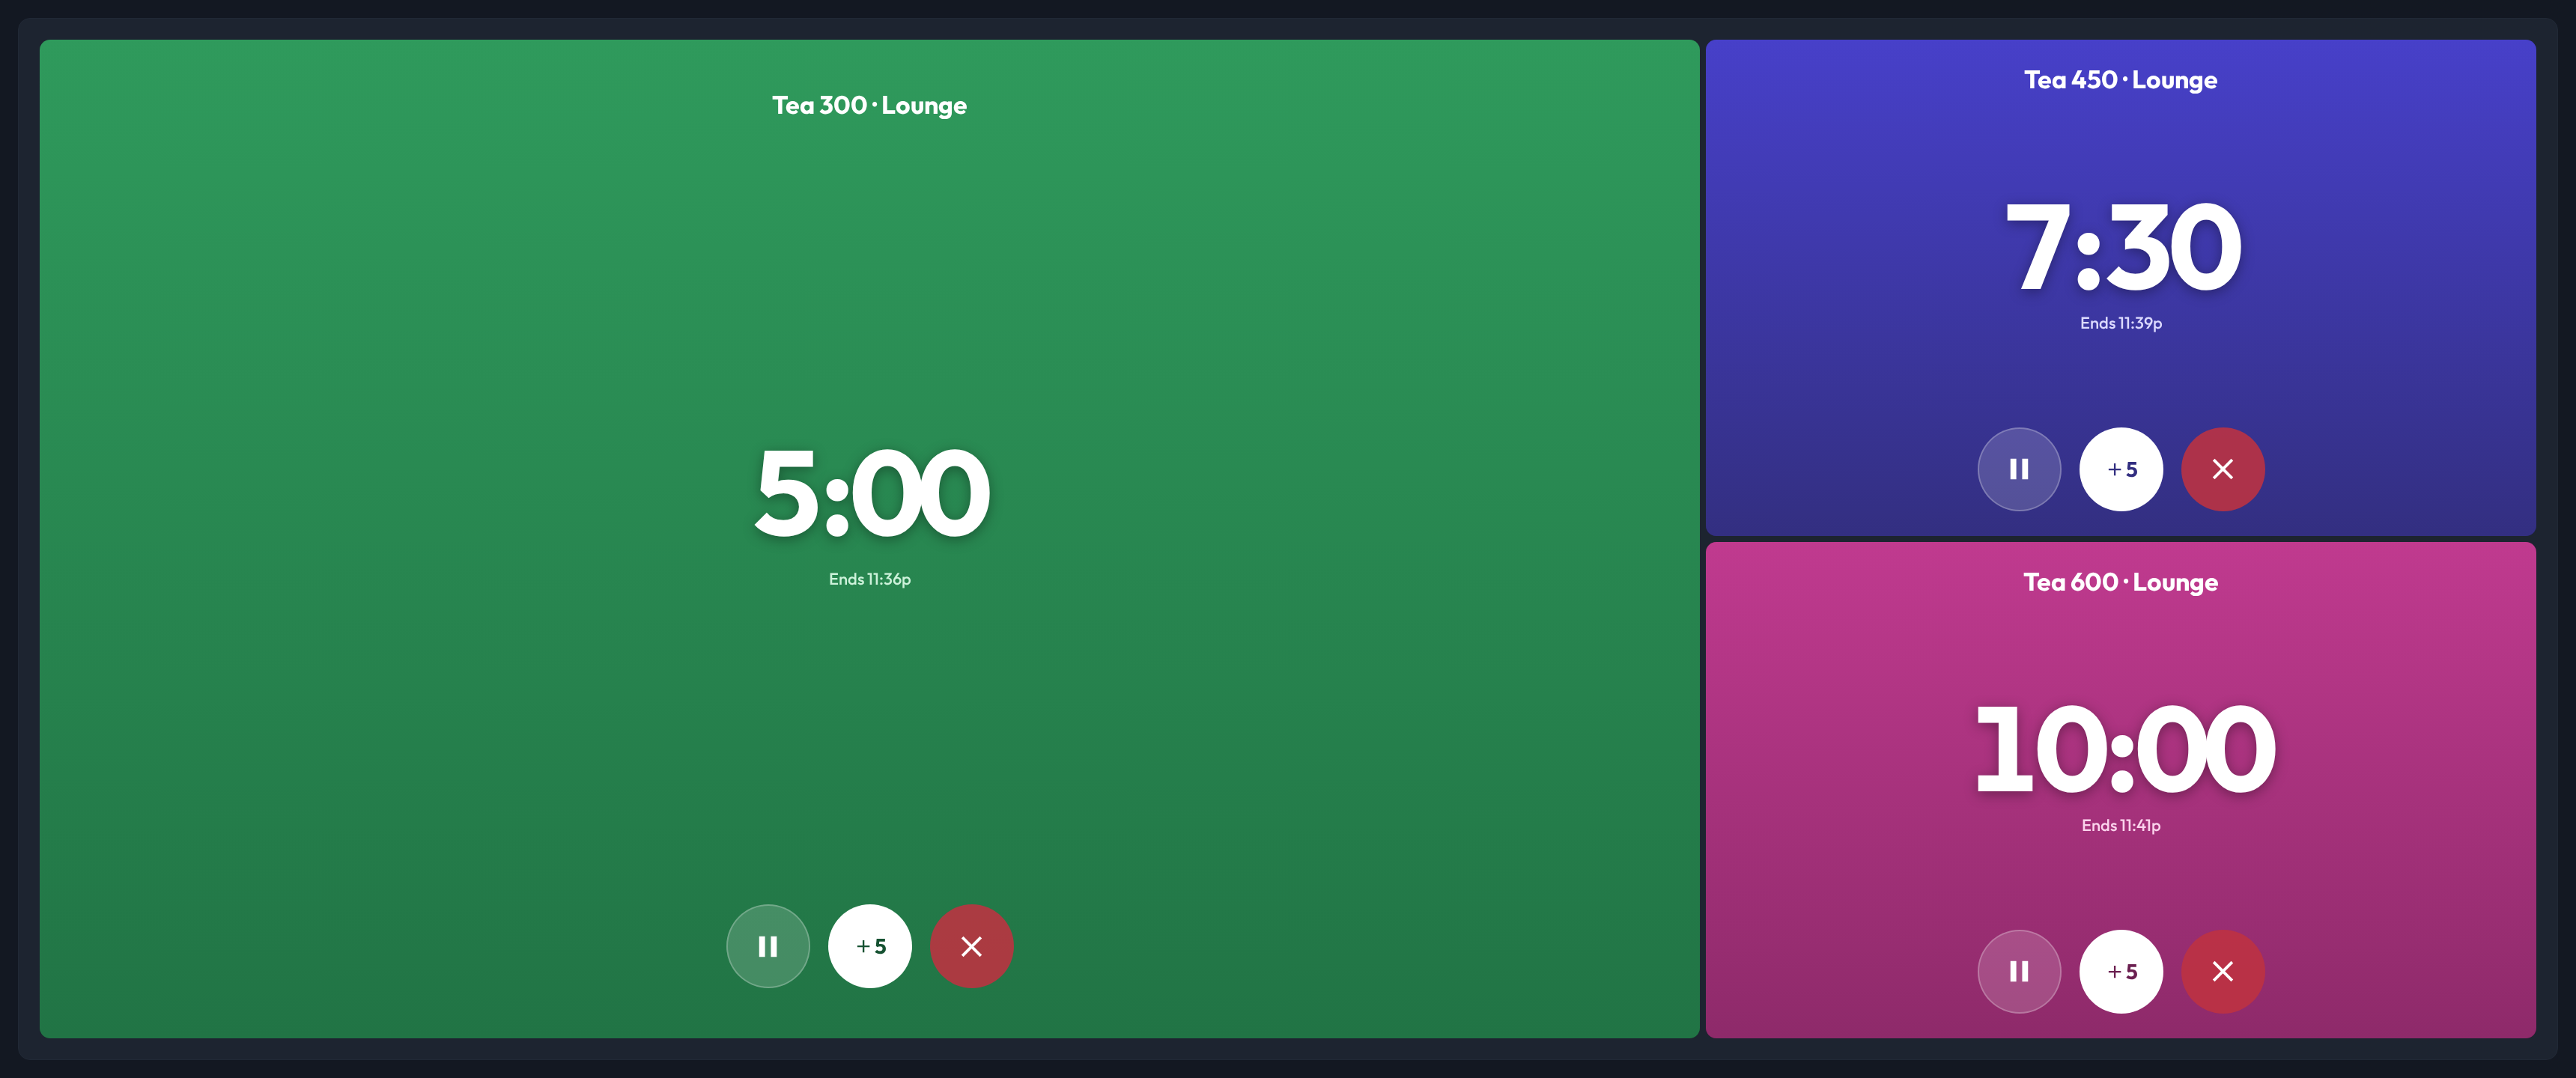 Tea 300 · Lounge
5:00
Ends 11:36p
+ 5
Tea 450 · Lounge
7:30
Ends 11:39p
+ 5
Tea 600 · Lounge
10:00
Ends 11:41p
+ 5